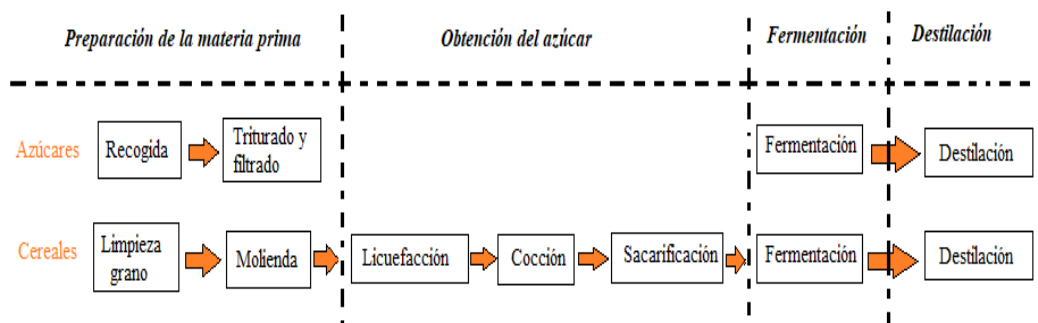 Preparación de la materia prima
Obtención del azúcar
Fermentación
Destilación
Azúcares
Recogida
Triturado y
filtrado
Fermentación
Destilación
Cereales
Limpieza
grano
Molienda
Licuefacción
Cocción
Sacarificación
Fermentación
Destilación